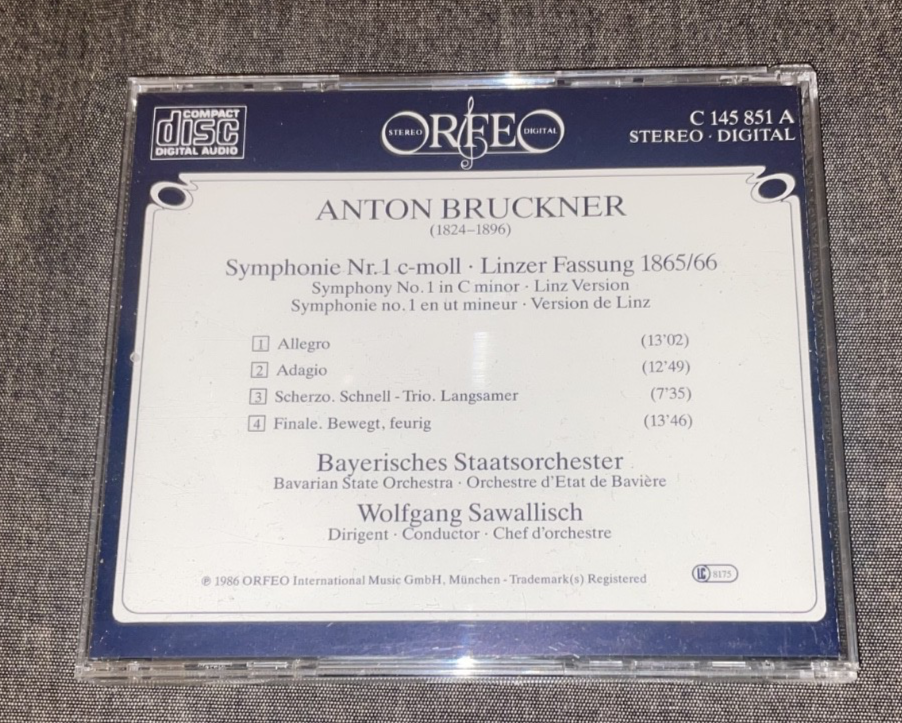 COMPACT
disc
DIGITAL AUDIO
STEREO ORFEO DIGITAL
C 145 851 A
STEREO · DIGITAL
ANTON BRUCKNER
(1824–1896)
Symphonie Nr. 1 c-moll · Linzer Fassung 1865/66
Symphony No. 1 in C minor · Linz Version
Symphonie no. 1 en ut mineur · Version de Linz
1 Allegro (13'02)
2 Adagio (12'49)
3 Scherzo. Schnell - Trio. Langsamer (7'35)
4 Finale. Bewegt, feurig (13'46)
Bayerisches Staatsorchester
Bavarian State Orchestra · Orchestre d'Etat de Bavière
Wolfgang Sawallisch
Dirigent · Conductor · Chef d'orchestre
℗ 1986 ORFEO International Music GmbH, München - Trademark(s) Registered
LC 8175